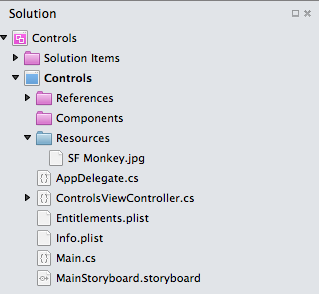 Solution
Controls
Solution Items
Controls
References
Components
Resources
SF Monkey.jpg
AppDelegate.cs
ControlsViewController.cs
Entitlements.plist
Info.plist
Main.cs
MainStoryboard.storyboard